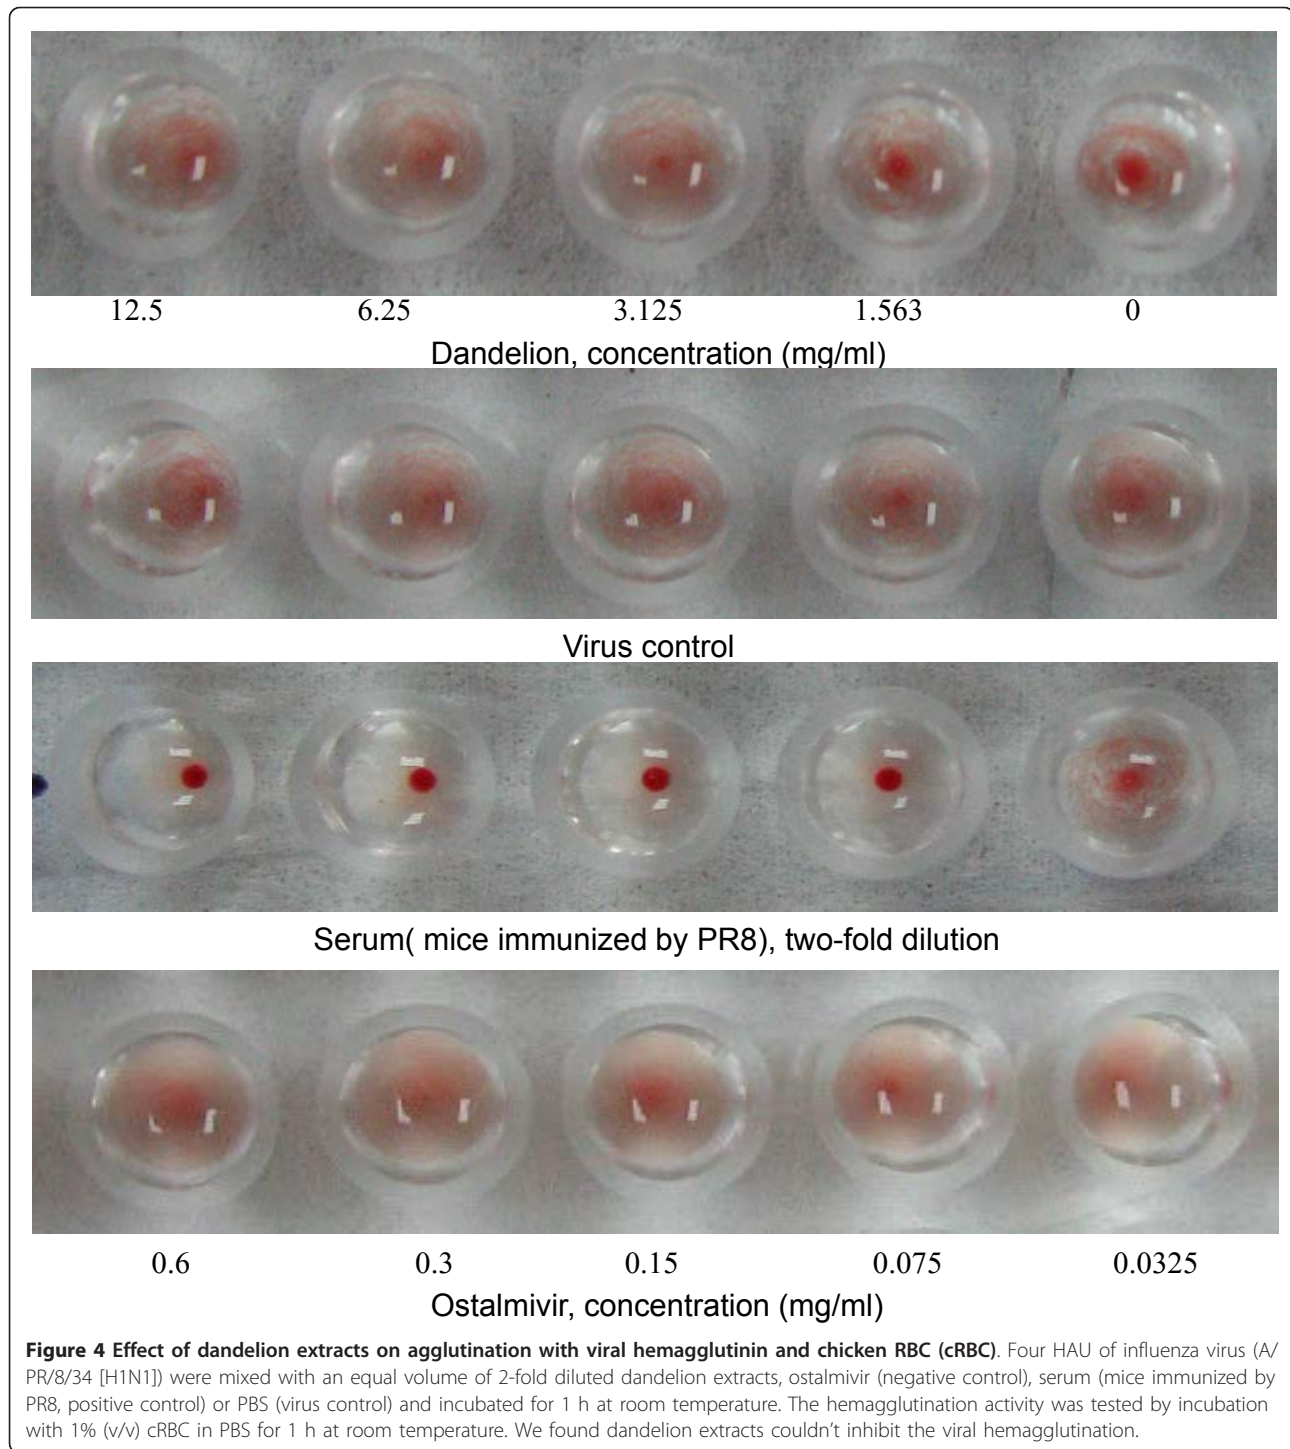 12.5 6.25 3.125 1.563 0
Dandelion, concentration (mg/ml)
Virus control
Serum( mice immunized by PR8), two-fold dilution
0.6 0.3 0.15 0.075 0.0325
Ostalmivir, concentration (mg/ml)
Figure 4 Effect of dandelion extracts on agglutination with viral hemagglutinin and chicken RBC (cRBC). Four HAU of influenza virus (A/
PR/8/34 [H1N1]) were mixed with an equal volume of 2-fold diluted dandelion extracts, ostalmivir (negative control), serum (mice immunized by
PR8, positive control) or PBS (virus control) and incubated for 1 h at room temperature. The hemagglutination activity was tested by incubation
with 1% (v/v) cRBC in PBS for 1 h at room temperature. We found dandelion extracts couldn't inhibit the viral hemagglutination.